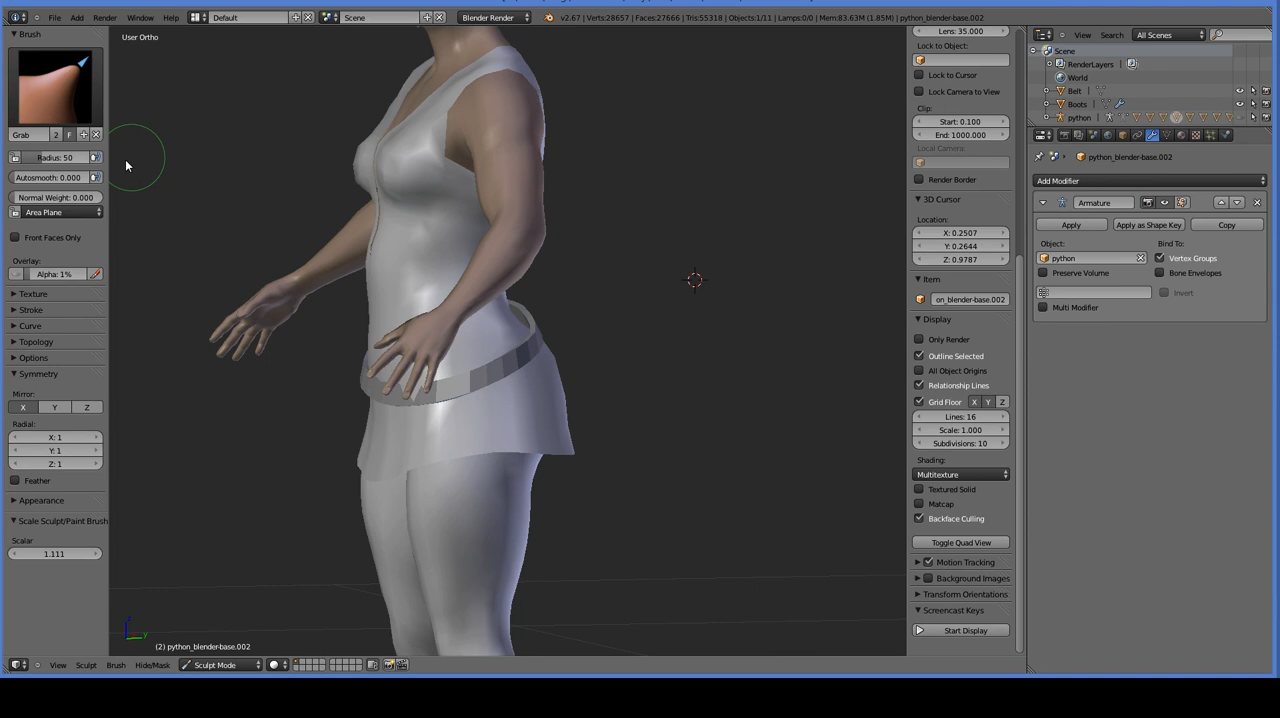 File Add Render Window Help Default Scene Blender Render v2.67 | Verts:28657 | Faces:27666 | Tris:55318 | Objects:1/11 | Lamps:0/0 | Mem:83.63M (1.85M) | python_blender-base.002
Brush
User Ortho
Grab 2 F
Radius: 50
Autosmooth: 0.000
Normal Weight: 0.000
Area Plane
Front Faces Only
Overlay:
Alpha: 1%
Texture
Stroke
Curve
Topology
Options
Symmetry
Mirror:
X Y Z
Radial:
X: 1
Y: 1
Z: 1
Feather
Appearance
Scale Sculpt/Paint Brush
Scalar
1.111
(2) python_blender-base.002
View Sculpt Brush Hide/Mask Sculpt Mode
Lens: 35.000
Lock to Object:
Lock to Cursor
Lock Camera to View
Clip:
Start: 0.100
End: 1000.000
Local Camera:
Render Border
3D Cursor
Location:
X: 0.2507
Y: 0.2644
Z: 0.9787
Item
on_blender-base.002
Display
Only Render
Outline Selected
All Object Origins
Relationship Lines
Grid Floor X Y Z
Lines: 16
Scale: 1.000
Subdivisions: 10
Shading:
Multitexture
Textured Solid
Matcap
Backface Culling
Toggle Quad View
Motion Tracking
Background Images
Transform Orientations
Screencast Keys
Start Display
View Search All Scenes
Scene
RenderLayers |
World
Belt
Boots
python
python_blender-base.002
Add Modifier
Armature
Apply Apply as Shape Key Copy
Object: Bind To:
python Vertex Groups
Preserve Volume Bone Envelopes
Invert
Multi Modifier